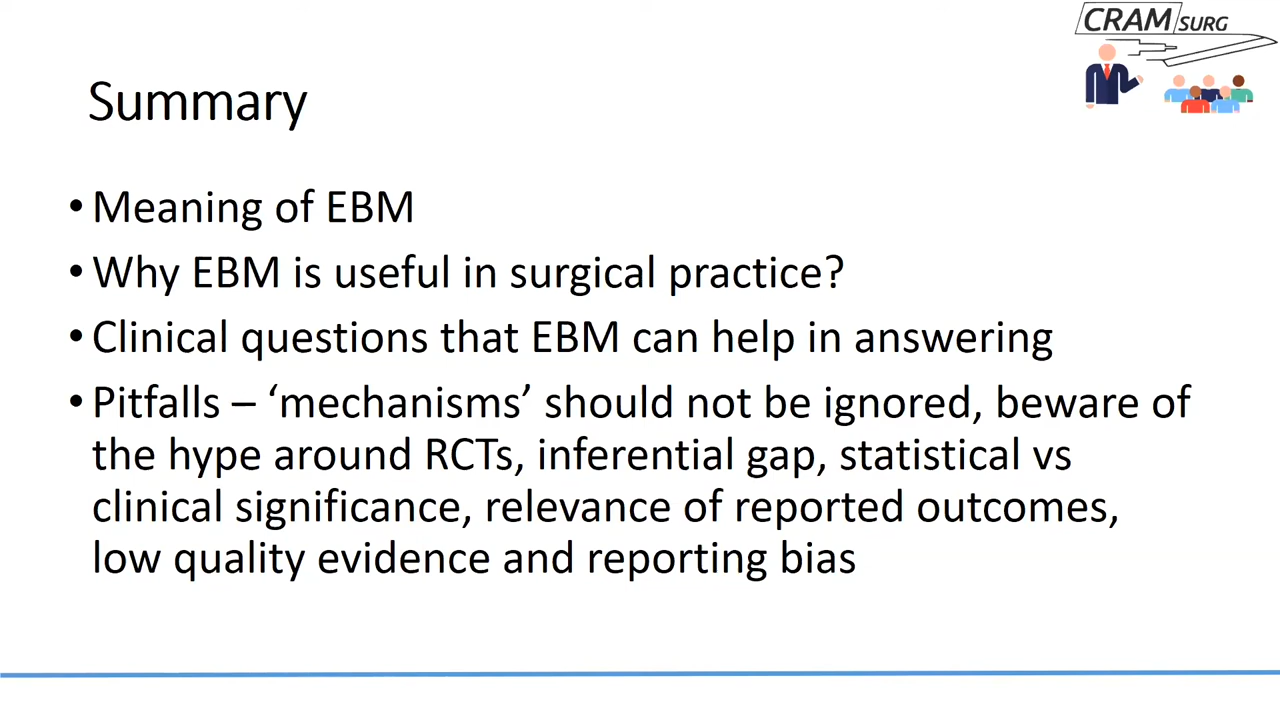 CRAM SURG
Summary
• Meaning of EBM
• Why EBM is useful in surgical practice?
• Clinical questions that EBM can help in answering
• Pitfalls – ‘mechanisms’ should not be ignored, beware of
the hype around RCTs, inferential gap, statistical vs
clinical significance, relevance of reported outcomes,
low quality evidence and reporting bias